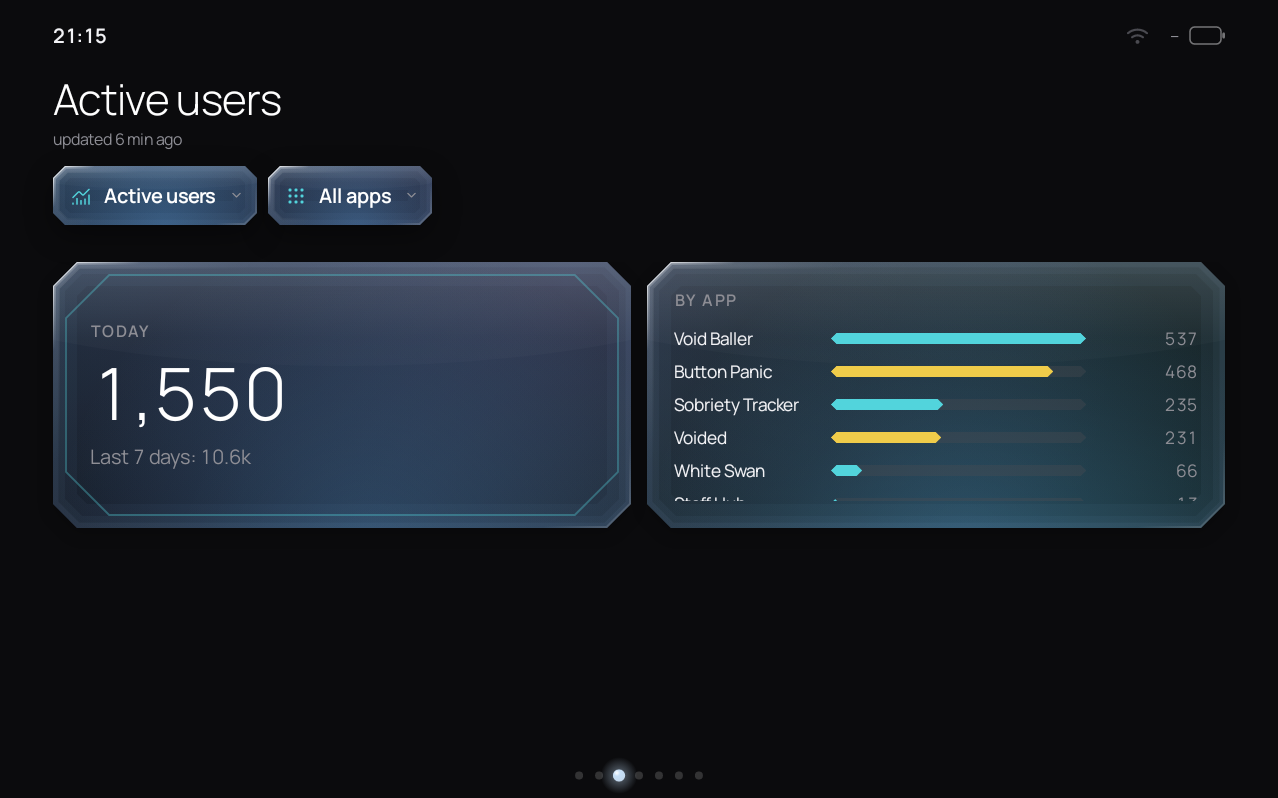 21:15
–
Active users
updated 6 min ago
Active users
All apps
TODAY
1,550
Last 7 days: 10.6k
BY APP
Void Baller 537
Button Panic 468
Sobriety Tracker 235
Voided 231
White Swan 66